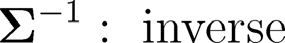 Σ⁻¹ : inverse